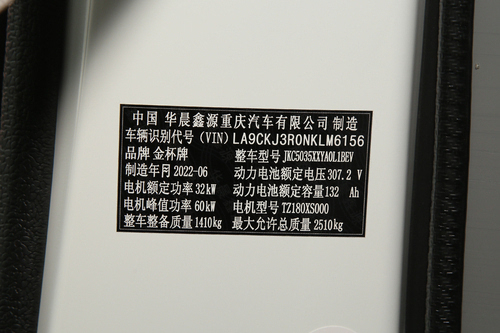 中国 华晨鑫源重庆汽车有限公司 制造
车辆识别代号(VIN)LA9CKJ3R0NKLM6156
品牌 金杯牌 整车型号 JKC5035XXYA0L1BEV
制造年月 2022-06 动力电池额定电压 307.2 V
电机额定功率 32kW 动力电池额定容量 132 Ah
电机峰值功率 60kW 电机型号 TZ180XS000
整车整备质量 1410kg 最大允许总质量 2510kg